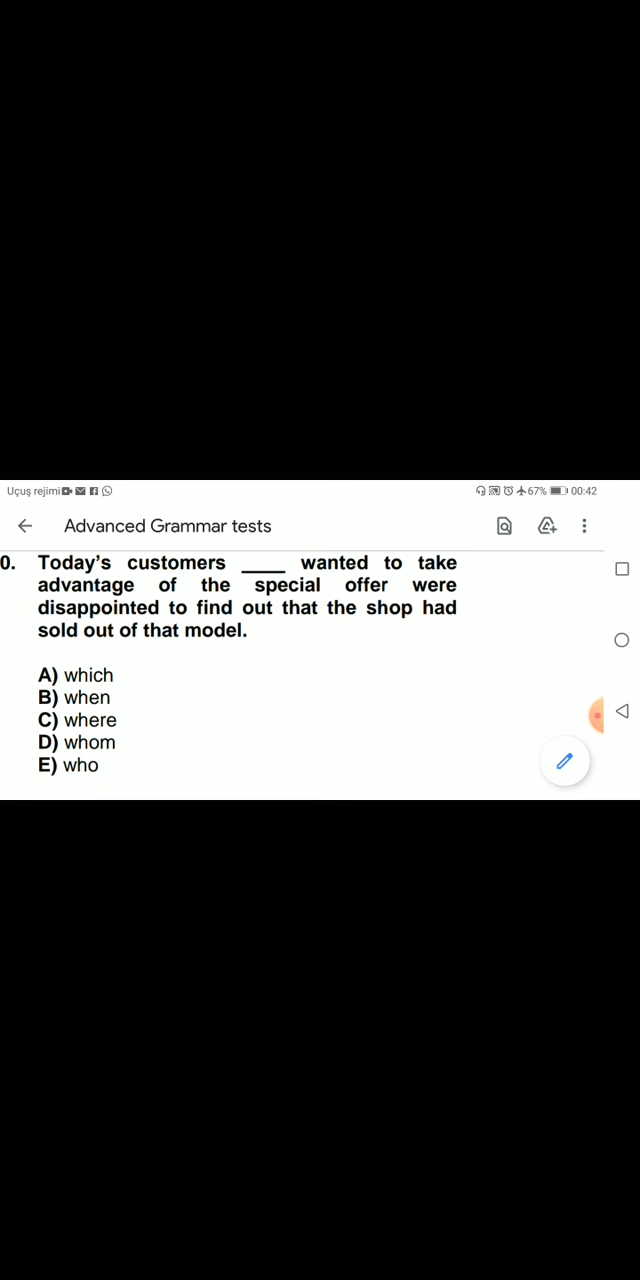 Uçuş rejimi 67% 00:42
Advanced Grammar tests
0. Today's customers ____ wanted to take
advantage of the special offer were
disappointed to find out that the shop had
sold out of that model.
A) which
B) when
C) where
D) whom
E) who